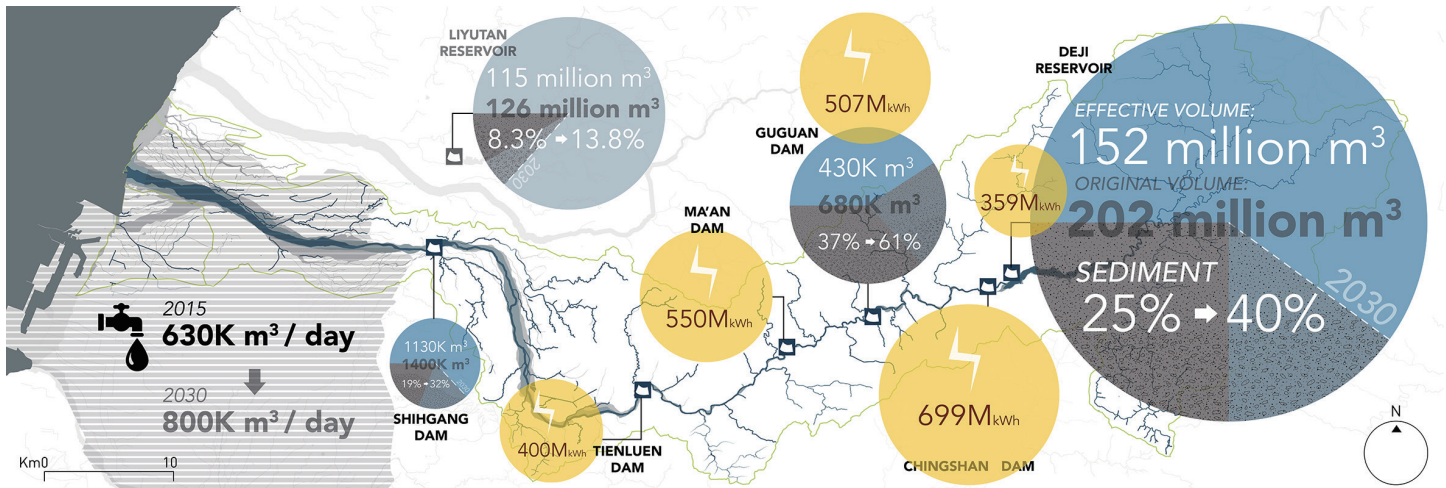 LIYUTAN
RESERVOIR
115 million m³
126 million m³
8.3% ➡ 13.8%
2030
507MkWh
GUGUAN
DAM
430K m³
680K m³
37% ➡ 61%
DEJI
RESERVOIR
359MkWh
EFFECTIVE VOLUME:
152 million m³
ORIGINAL VOLUME:
202 million m³
SEDIMENT
25% ➡ 40%
2030
MA'AN
DAM
550MkWh
699MkWh
CHINGSHAN DAM
2015
630K m³ / day
2030
800K m³ / day
1130K m³
1400K m³
19% ➡ 32%
2030
SHIHGANG
DAM
400MkWh
TIENLUEN
DAM
Km0 10
N